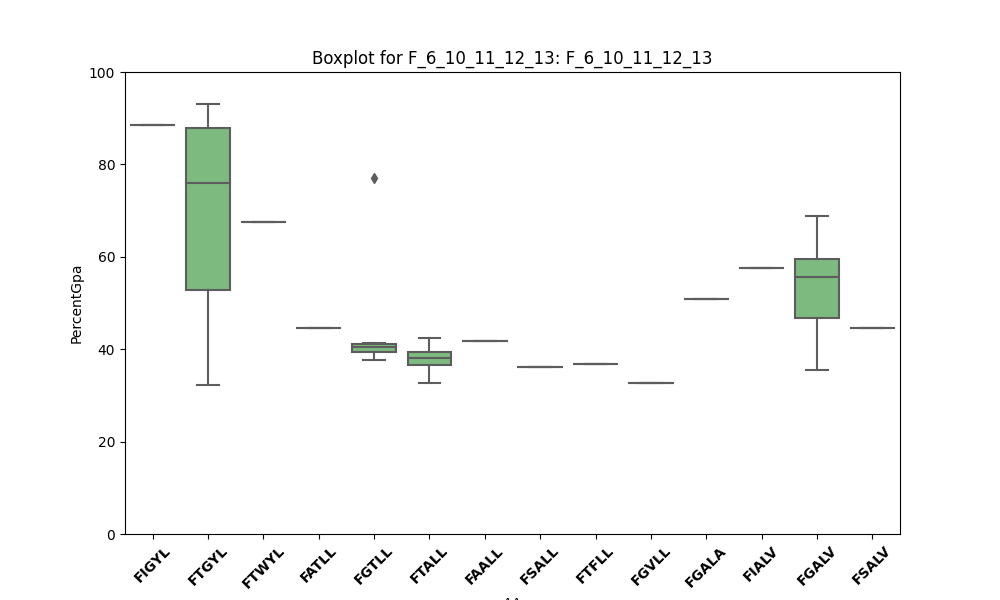 Boxplot for F_6_10_11_12_13: F_6_10_11_12_13
100
80
60
40
20
0
PercentGpa
FIGYL
FTGYL
FTWYL
FATLL
FGTLL
FTALL
FAALL
FSALL
FTFLL
FGVLL
FGALA
FIALV
FGALV
FSALV